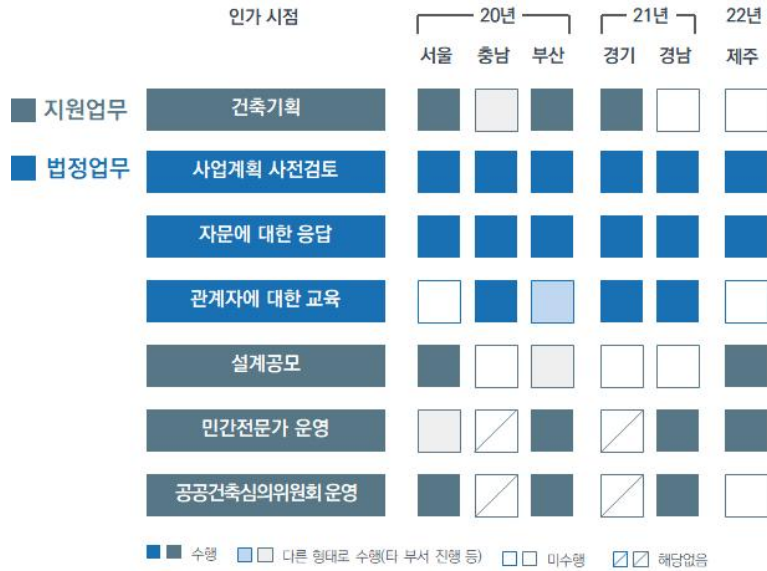 인가 시점 20년 21년 22년
서울 충남 부산 경기 경남 제주
지원업무 건축기획
법정업무 사업계획 사전검토
자문에 대한 응답
관계자에 대한 교육
설계공모
민간전문가 운영
공공건축심의위원회 운영
수행 다른 형태로 수행(타 부서 진행 등) 미수행 해당없음